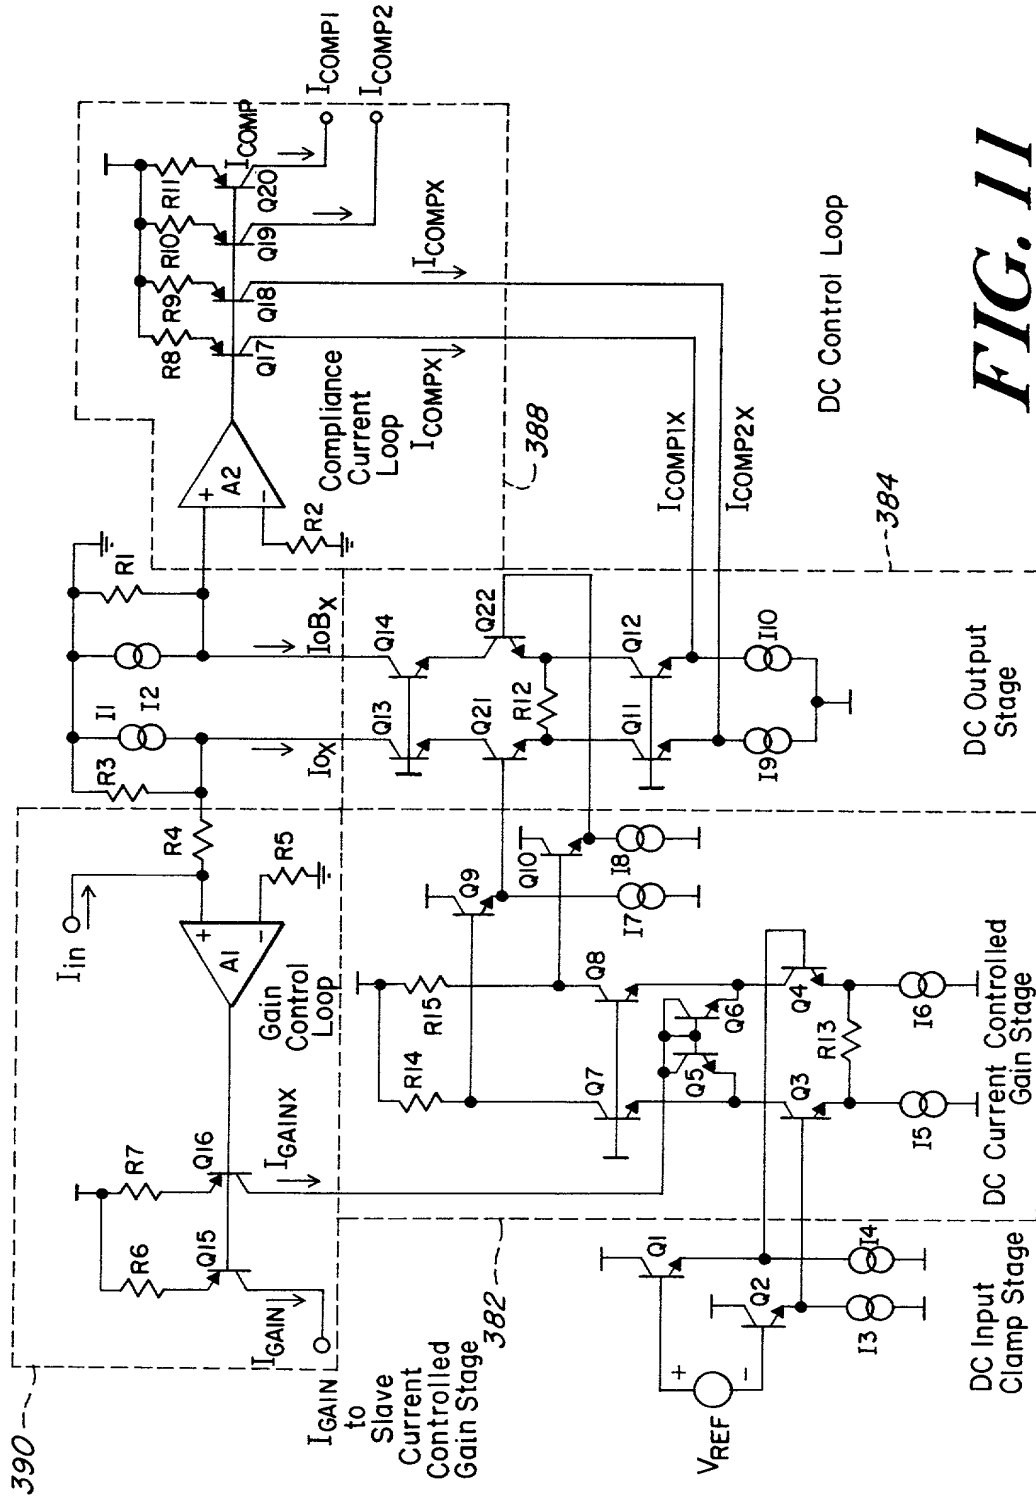 390
I_GAIN
to
Slave
Current
Controlled
Gain Stage
382
I_GAIN
R6
R7
Q15
Q16
I_GAINX
Gain
Control
Loop
A1
+
−
I_in
R4
R5
R3
I1
I2
R1
I_OX
I_OBX
A2
+
−
R2
Compliance
Current
Loop
R8
R9
R10
R11
Q17
Q18
Q19
Q20
I_COMP
I_COMP1
I_COMP2
I_COMPX
I_COMPX
388
V_REF
+
−
Q1
Q2
I3
I4
DC Input
Clamp Stage
R14
R15
Q7
Q8
Q9
Q10
I7
I8
Q5
Q6
Q3
Q4
R13
I5
I6
DC Current Controlled
Gain Stage
Q13
Q14
Q21
Q22
R12
Q11
Q12
I9
I10
DC Output
Stage
I_COMP1X
I_COMP2X
384
DC Control Loop
FIG. 11